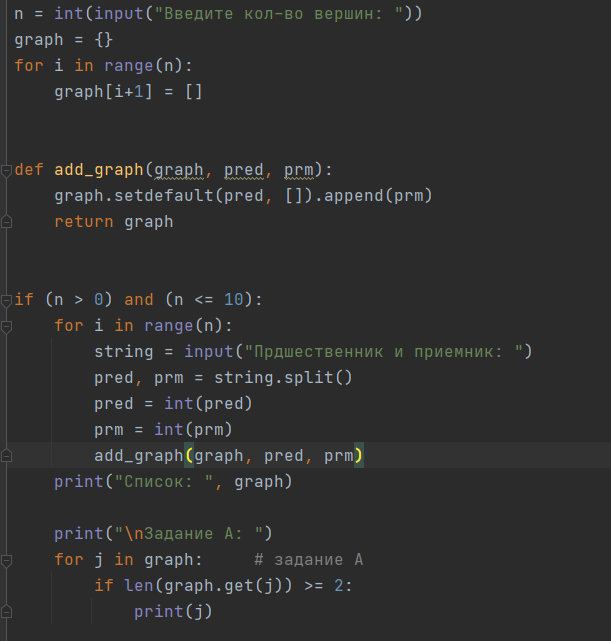 n = int(input("Введите кол-во вершин: "))
graph = {}
for i in range(n):
    graph[i+1] = []
def add_graph(graph, pred, prm):
    graph.setdefault(pred, []).append(prm)
    return graph
if (n > 0) and (n <= 10):
    for i in range(n):
        string = input("Прдшественник и приемник: ")
        pred, prm = string.split()
        pred = int(pred)
        prm = int(prm)
        add_graph(graph, pred, prm)
    print("Список: ", graph)
    print("\nЗадание А: ")
    for j in graph:     # задание А
        if len(graph.get(j)) >= 2:
            print(j)